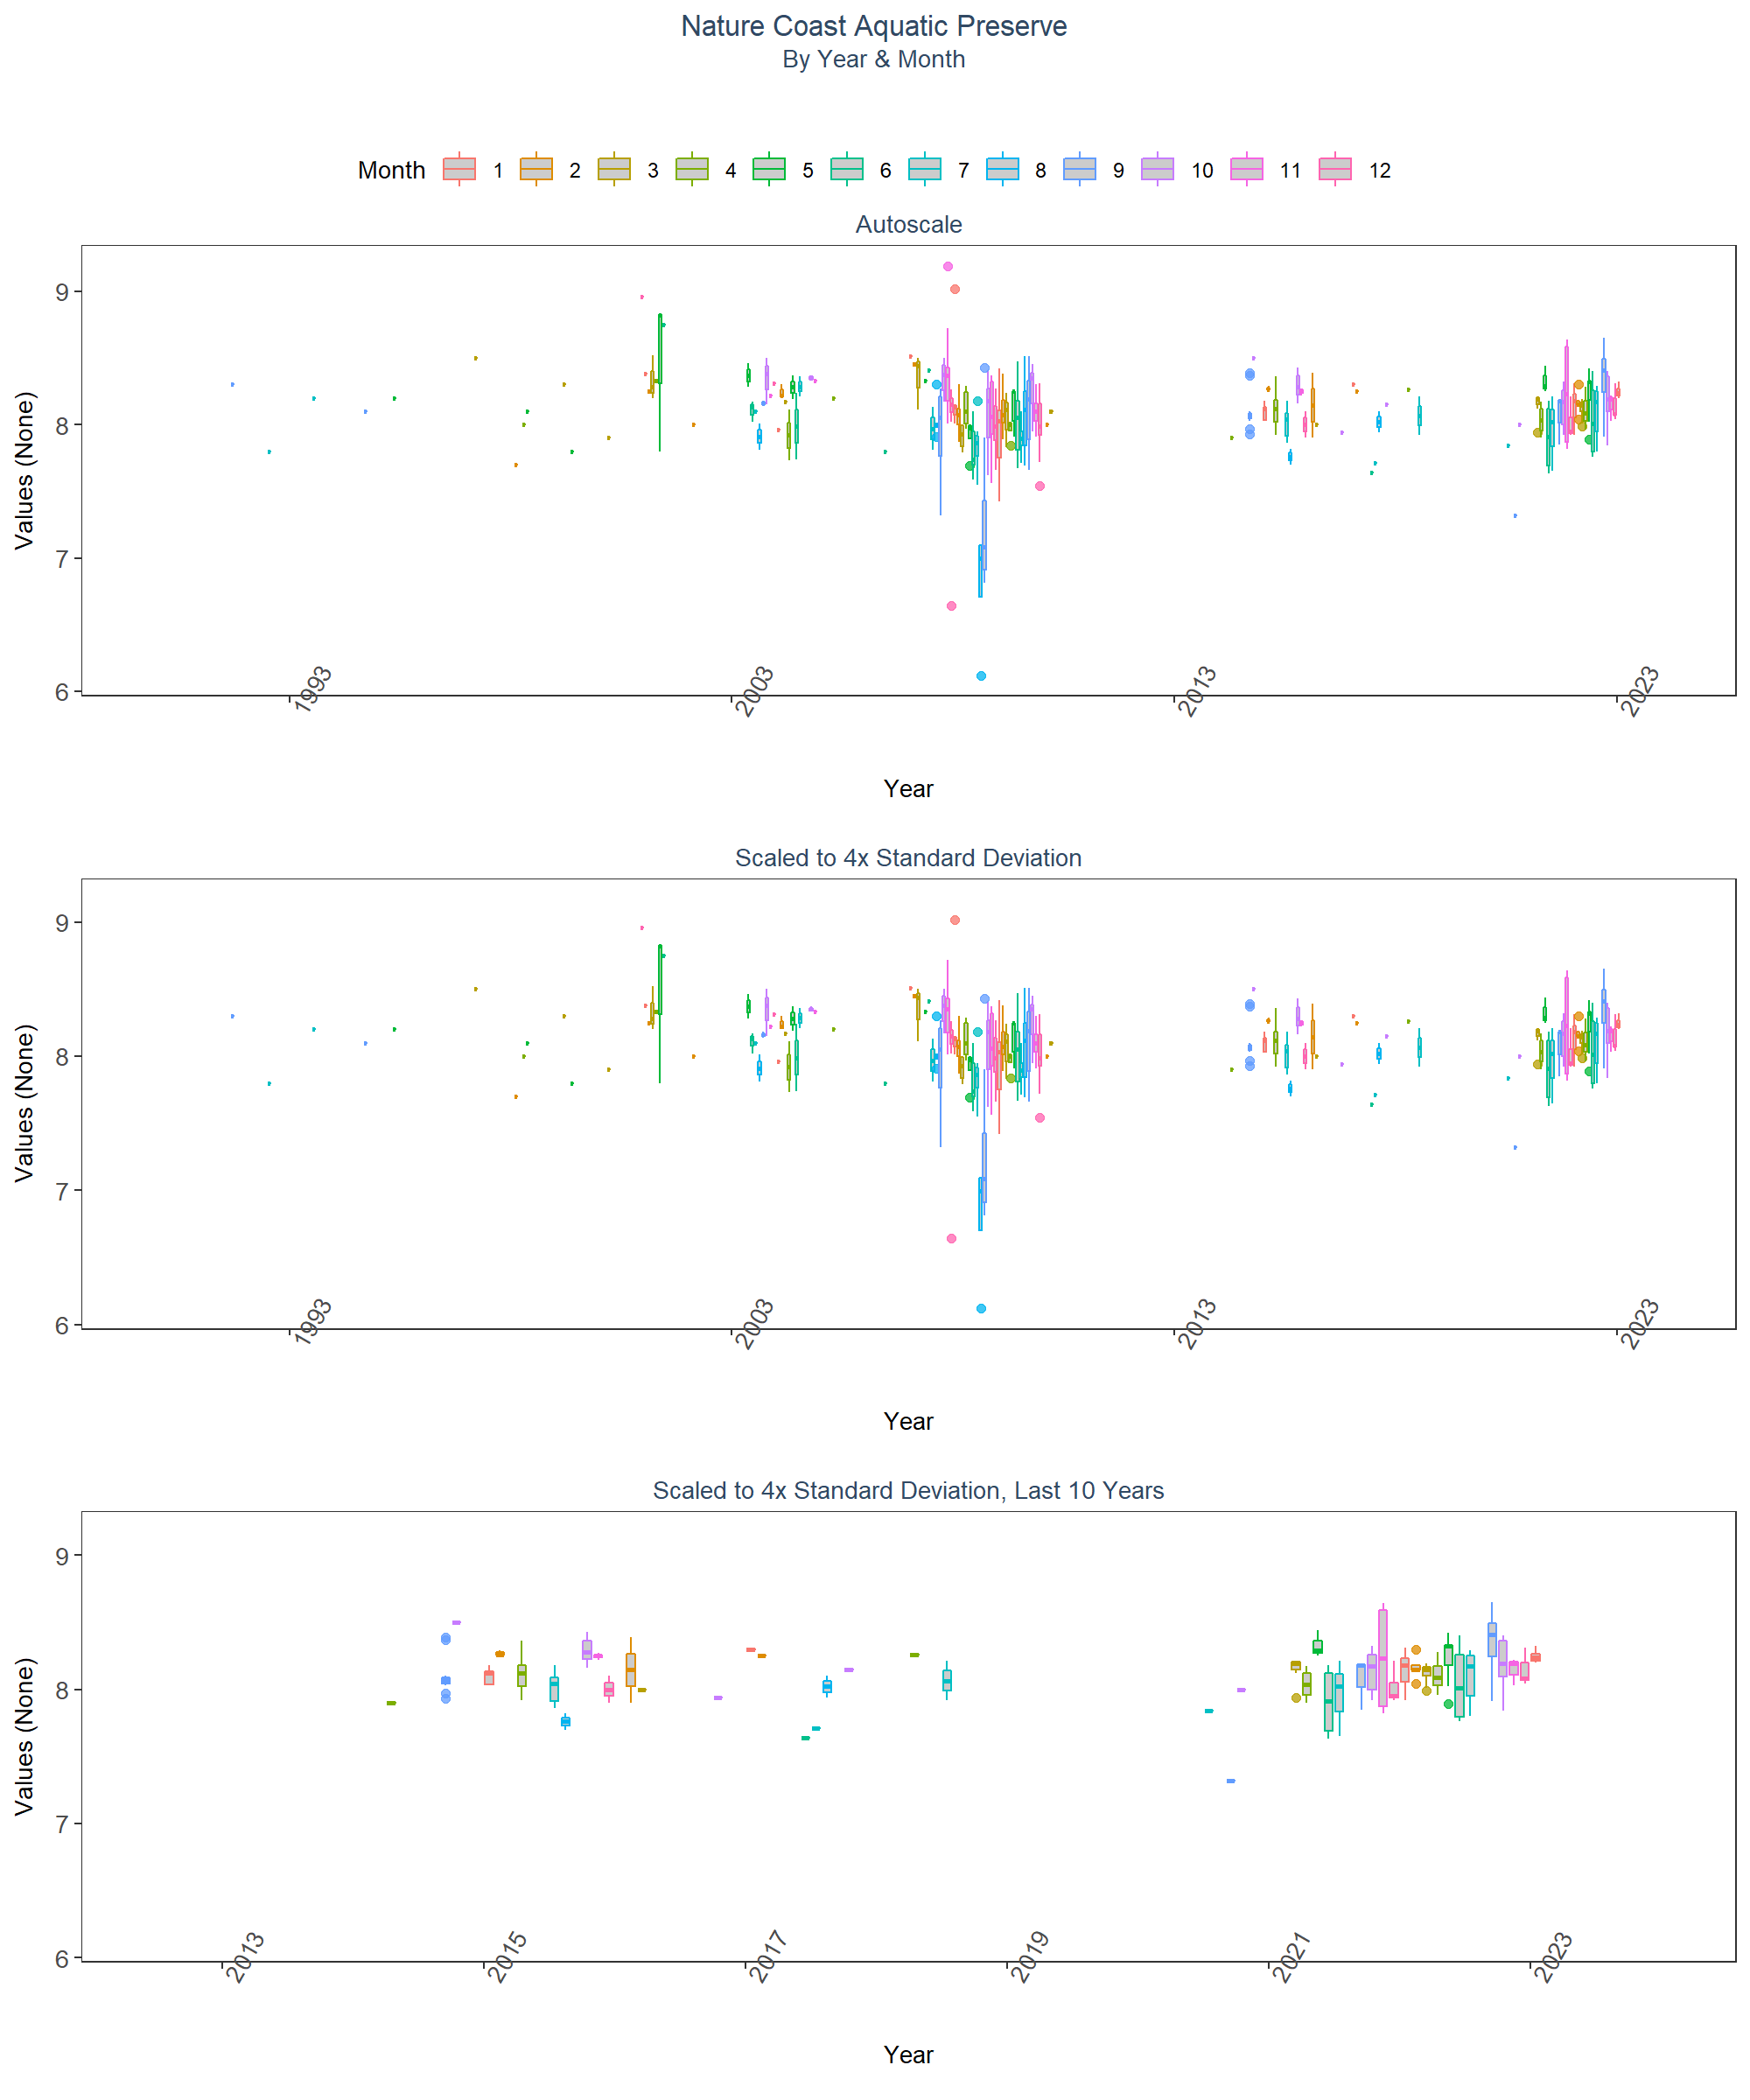 Nature Coast Aquatic Preserve
By Year & Month
Month 1 2 3 4 5 6 7 8 9 10 11 12
Autoscale
Values (None)
9
8
7
6
1993 2003 2013 2023
Year
Scaled to 4x Standard Deviation
Values (None)
9
8
7
6
1993 2003 2013 2023
Year
Scaled to 4x Standard Deviation, Last 10 Years
Values (None)
9
8
7
6
2013 2015 2017 2019 2021 2023
Year